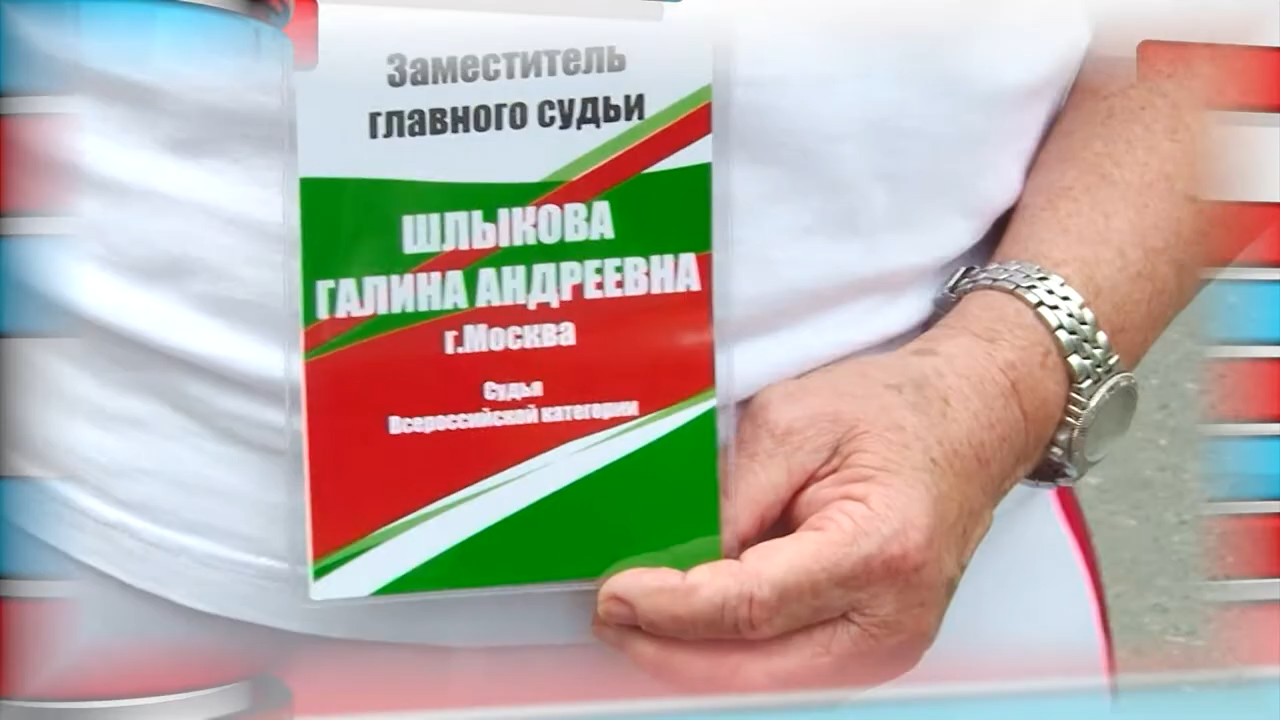 Заместитель
главного судьи
ШЛЫКОВА
ГАЛИНА АНДРЕЕВНА
г.Москва
Судья
Всероссийской категории